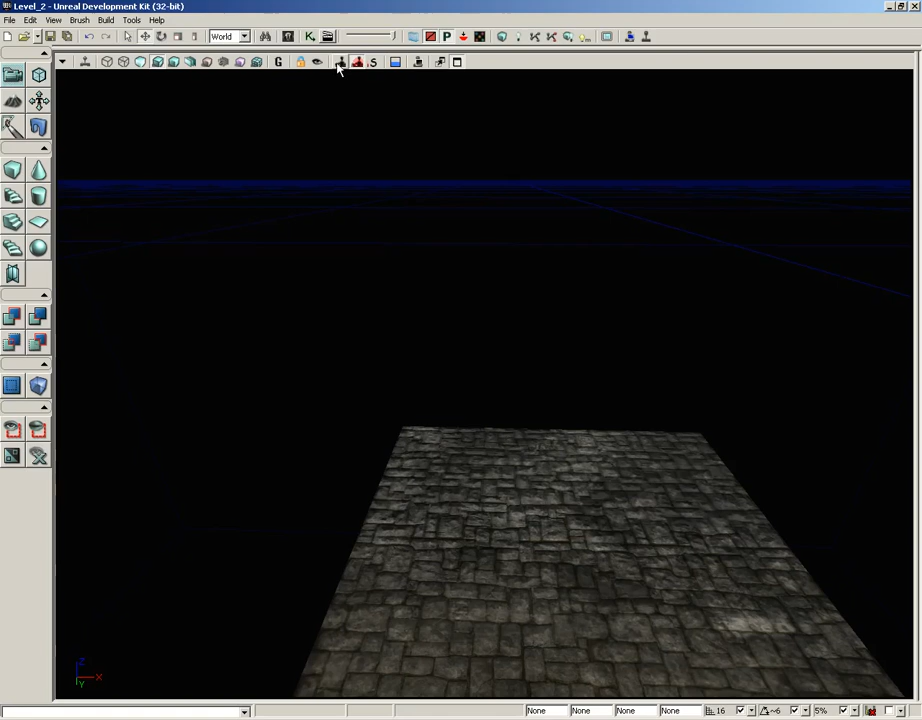 Level_2 - Unreal Development Kit (32-bit)
File Edit View Brush Build Tools Help
World K
G S
Z
X
Y
None None None None 16 ~6 5%